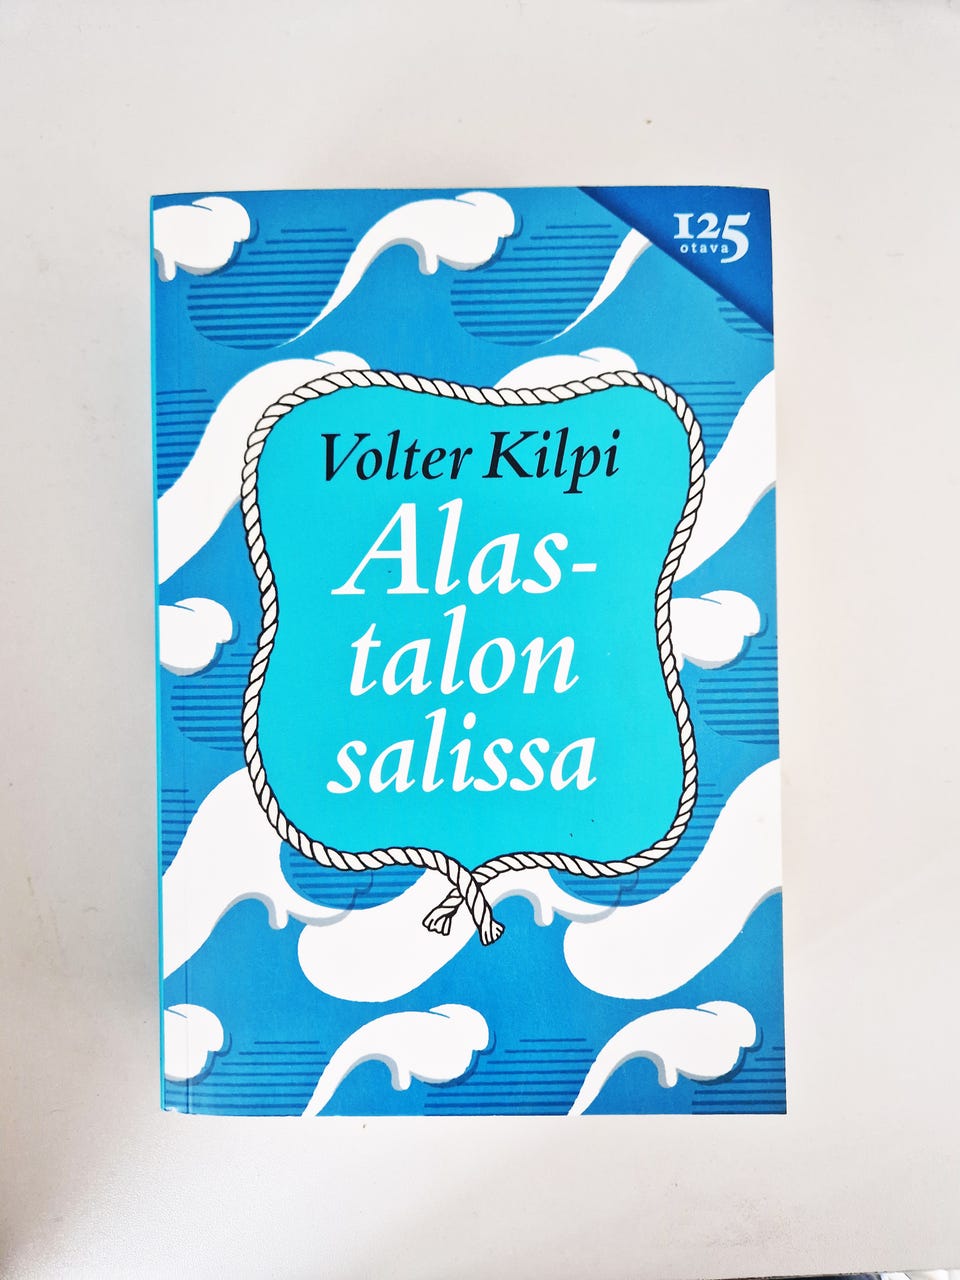 125
otava
Volter Kilpi
Alas-
talon
salissa